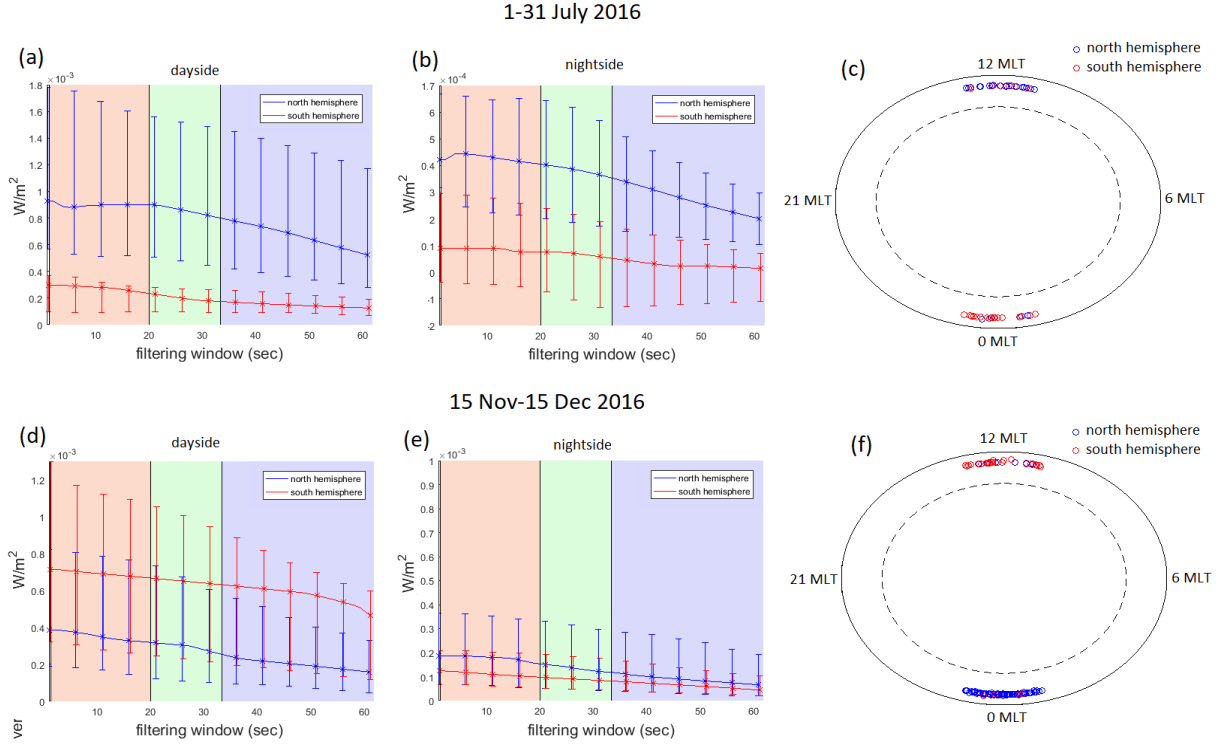 1-31 July 2016
(a)
dayside
× 10⁻³
north hemisphere
south hemisphere
1.8
1.6
1.4
1.2
1
0.8
0.6
0.4
0.2
0
W/m²
10
20
30
40
50
60
filtering window (sec)
(b)
nightside
× 10⁻⁴
north hemisphere
south hemisphere
1.7
6
0.5
4
0.3
2
0.1
0
-0.1
-2
W/m²
10
20
30
40
50
60
filtering window (sec)
(c)
north hemisphere
south hemisphere
12 MLT
21 MLT
6 MLT
0 MLT
15 Nov-15 Dec 2016
(d)
dayside
× 10⁻³
north hemisphere
south hemisphere
1.2
1
0.8
0.6
0.4
0.2
0
W/m²
10
20
30
40
50
60
filtering window (sec)
ver
(e)
nightside
× 10⁻³
north hemisphere
south hemisphere
1
0.9
0.8
0.7
0.6
0.5
0.4
0.3
0.2
0.1
0
W/m²
10
20
30
40
50
60
filtering window (sec)
(f)
north hemisphere
south hemisphere
12 MLT
21 MLT
6 MLT
0 MLT